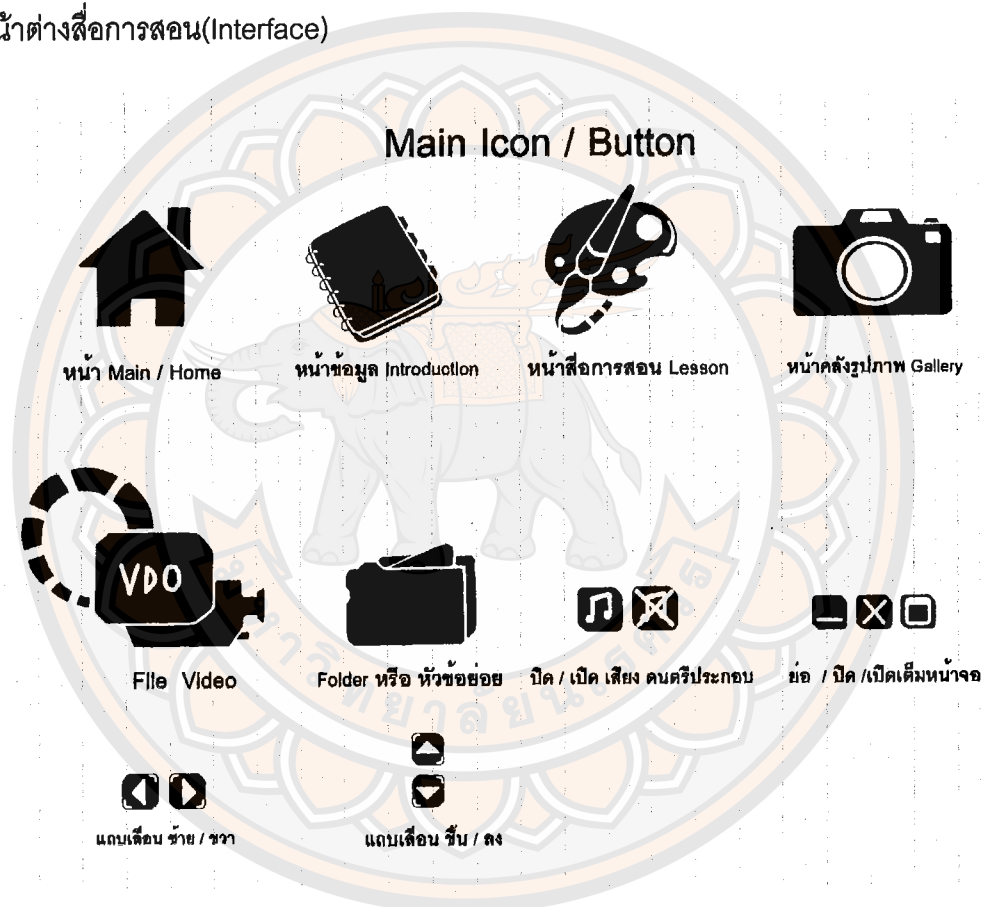 น้าต่างสื่อการสอน(Interface)
Main Icon / Button
หน้า Main / Home
หน้าข้อมูล Introduction
หน้าสื่อการสอน Lesson
หน้าคลังรูปภาพ Gallery
VDO
File Video
Folder หรือ หัวข้อย่อย
ปิด / เปิด เสียง ดนตรีประกอบ
ย่อ / ปิด /เปิดเต็มหน้าจอ
แถบเลือน ซ้าย / ขวา
แถบเลือน ขึ้น / ลง